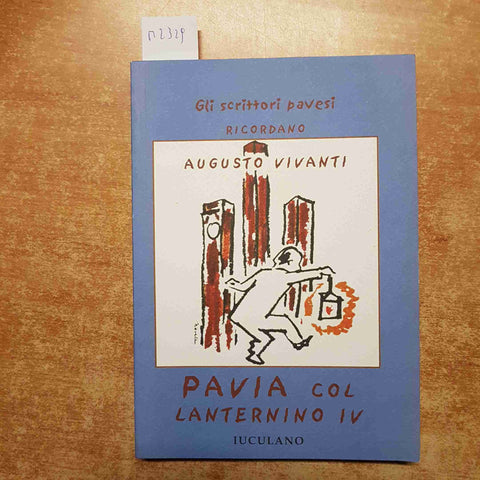 n2329
Gli scrittori pavesi
RICORDANO
AUGUSTO VIVANTI
PAVIA COL
LANTERNINO IV
IUCULANO